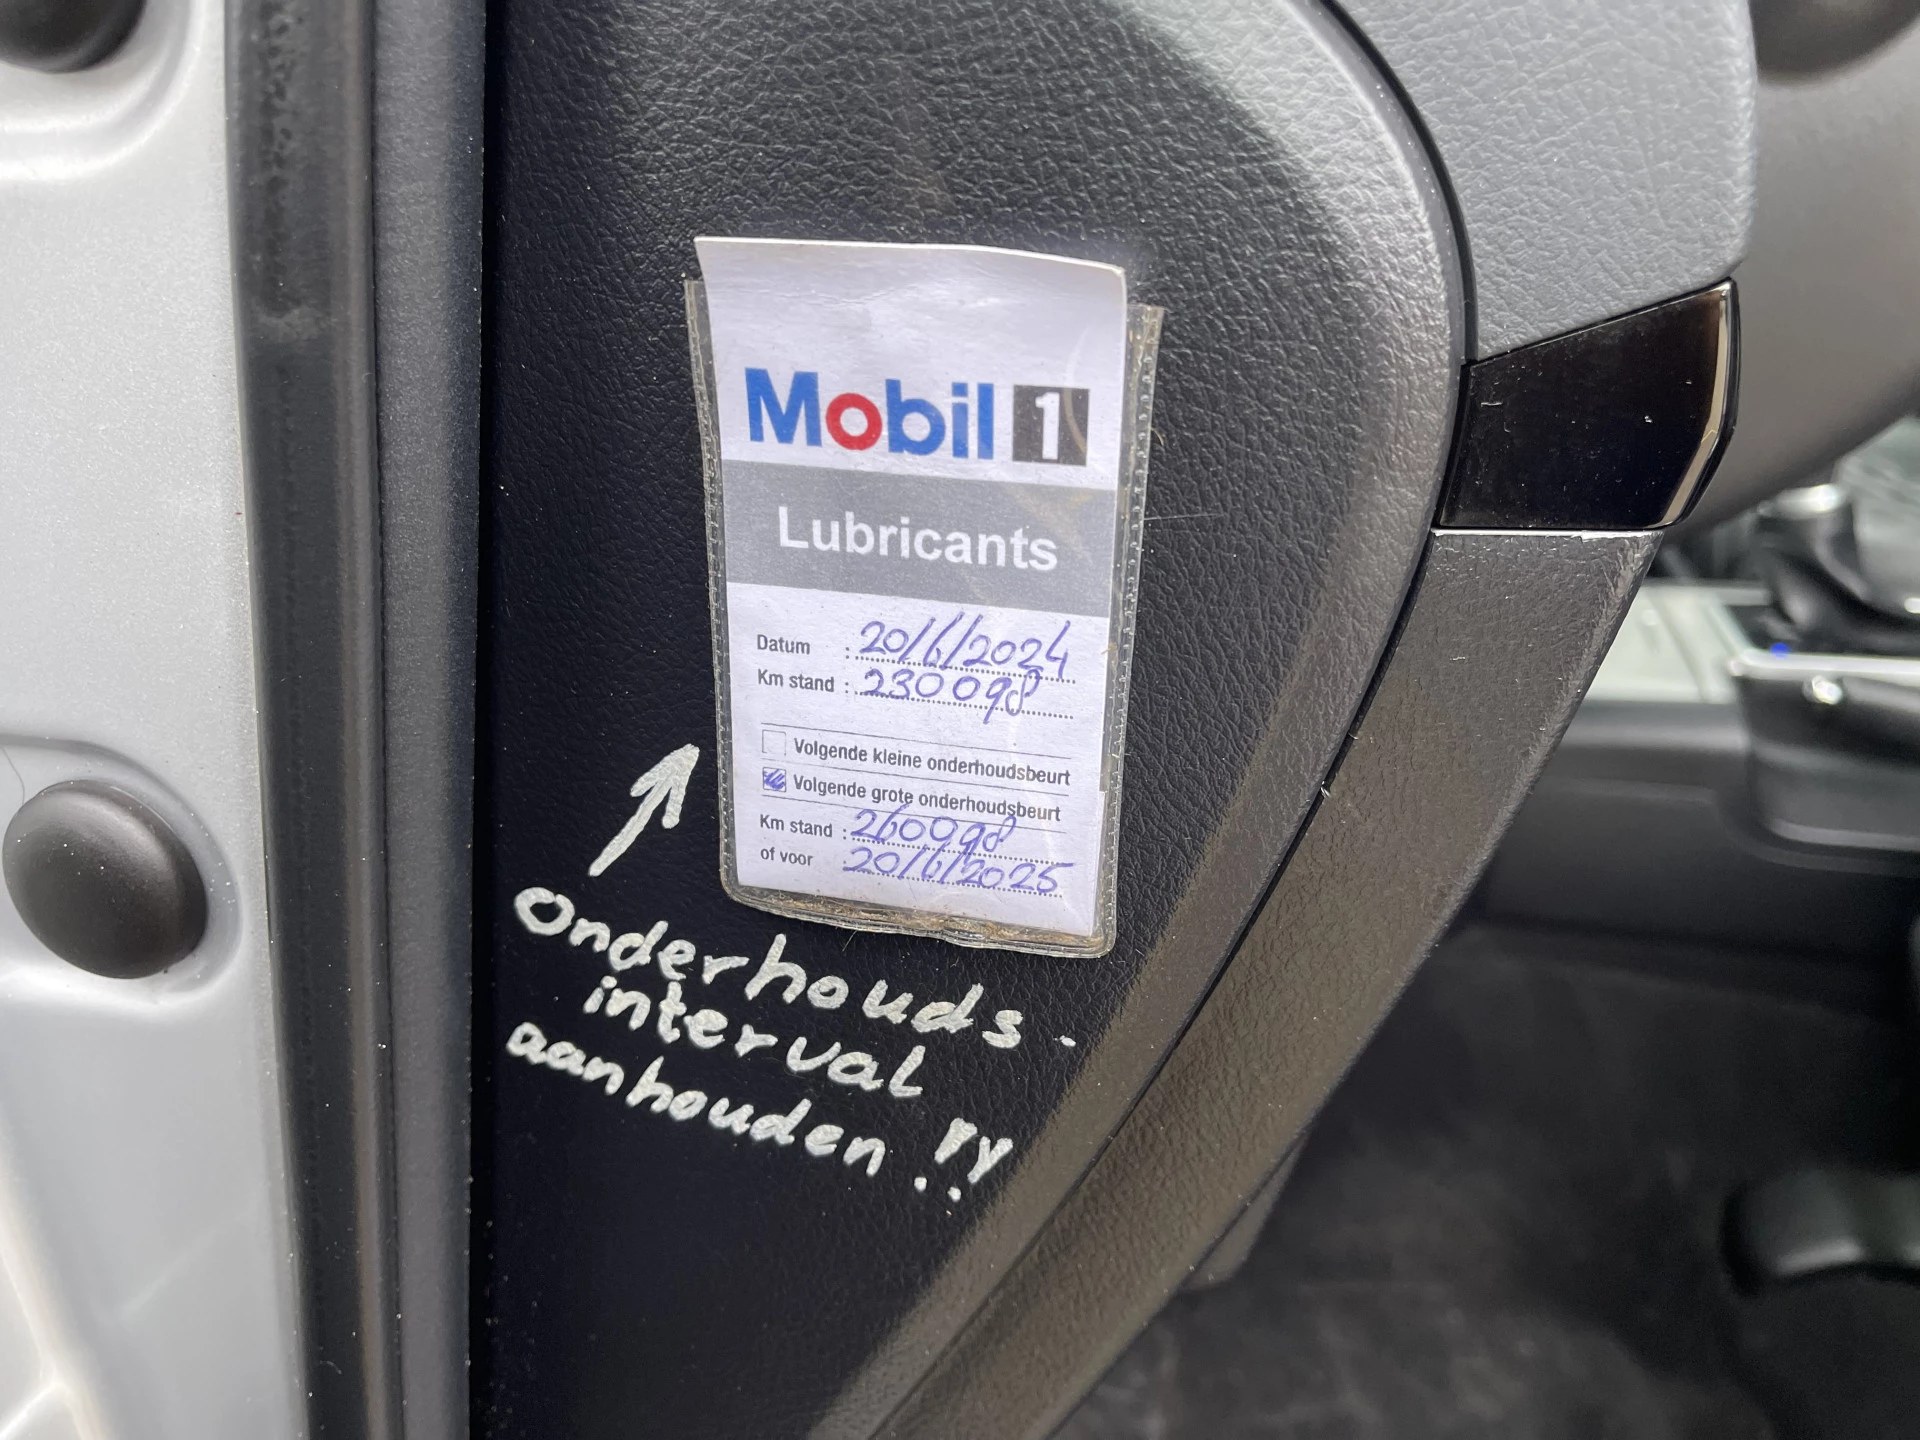 Mobil 1
Lubricants
Datum : 20/6/2024
Km stand : 230098
Volgende kleine onderhoudsbeurt
Volgende grote onderhoudsbeurt
Km stand : 260098
of voor 20/6/2025
Onderhouds-
interval
aanhouden !!